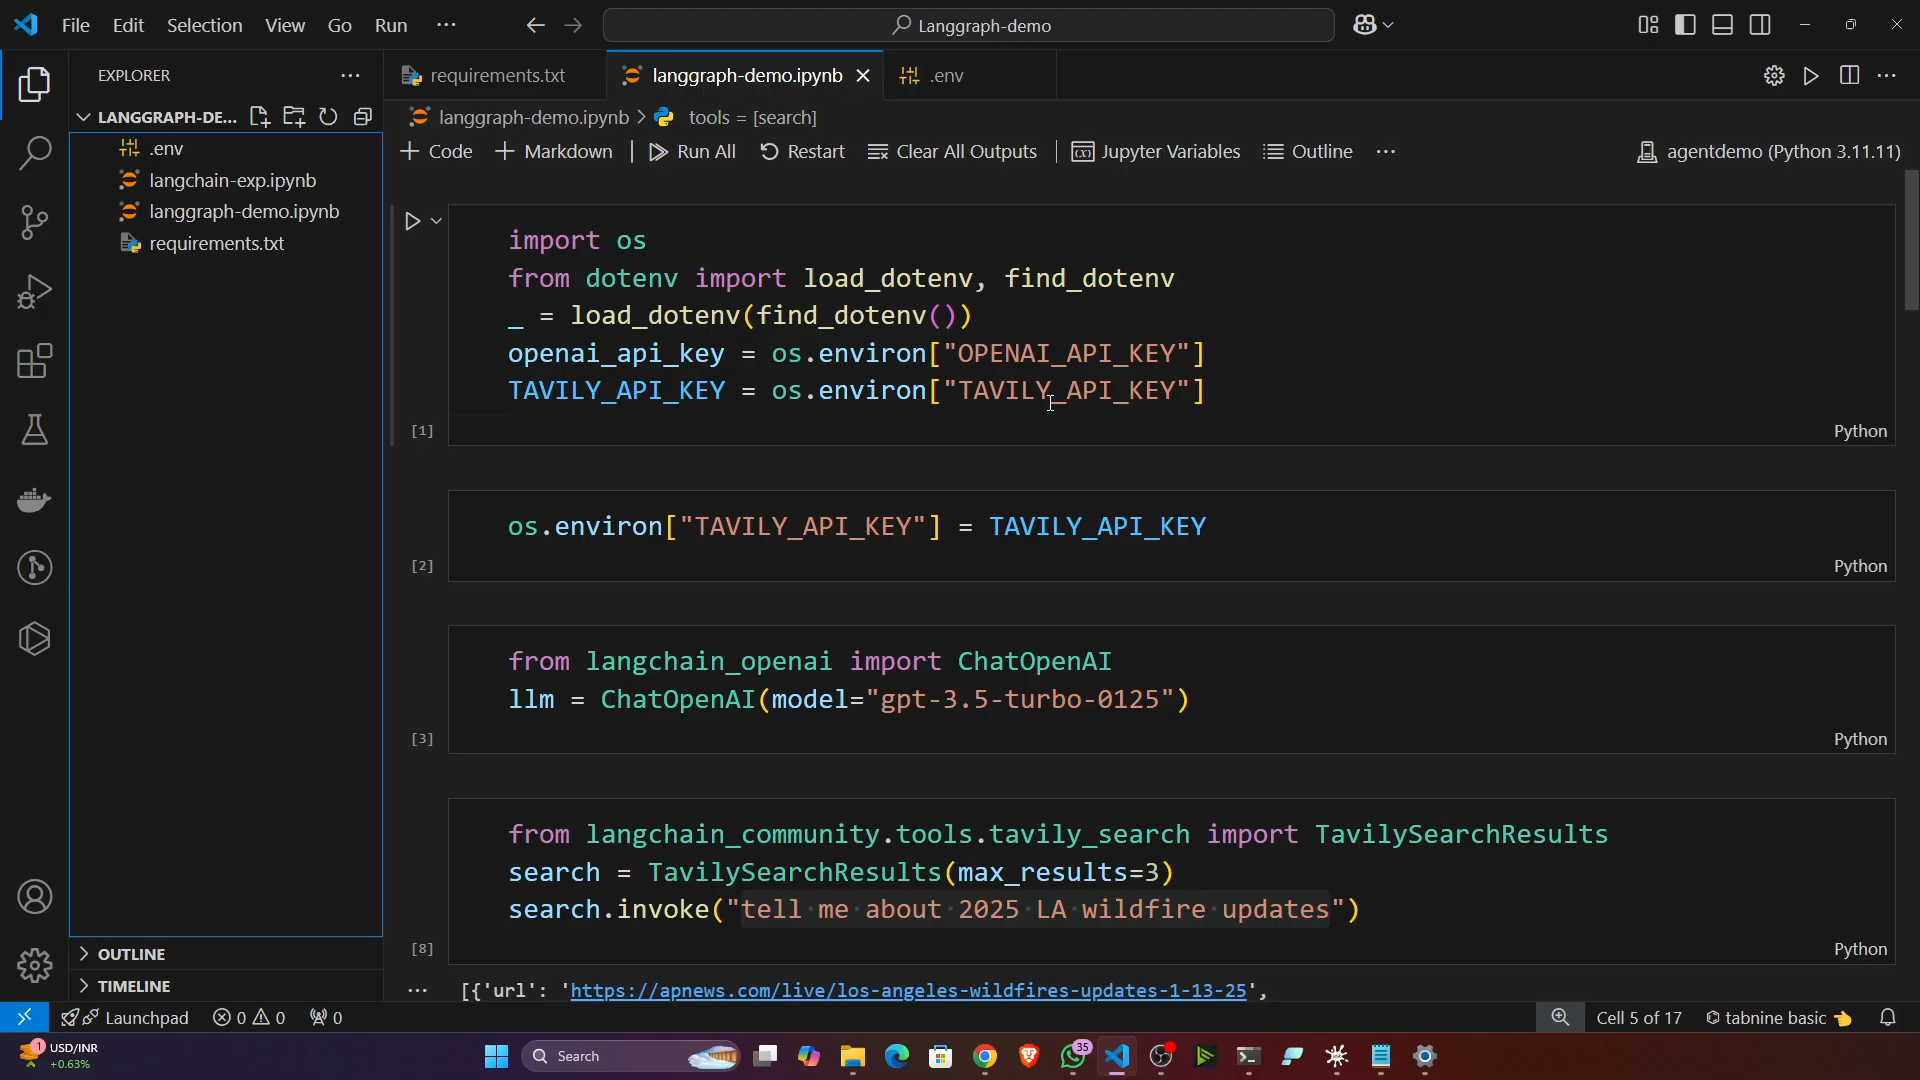 File Edit Selection View Go Run ···
Langgraph-demo
EXPLORER ···
LANGGRAPH-DE...
.env
langchain-exp.ipynb
langgraph-demo.ipynb
requirements.txt
OUTLINE
TIMELINE
requirements.txt langgraph-demo.ipynb .env
langgraph-demo.ipynb > tools = [search]
+ Code + Markdown Run All Restart Clear All Outputs Jupyter Variables Outline ··· agentdemo (Python 3.11.11)
import os
from dotenv import load_dotenv, find_dotenv
_ = load_dotenv(find_dotenv())
openai_api_key = os.environ["OPENAI_API_KEY"]
TAVILY_API_KEY = os.environ["TAVILY_API_KEY"]
[1] Python
os.environ["TAVILY_API_KEY"] = TAVILY_API_KEY
[2] Python
from langchain_openai import ChatOpenAI
llm = ChatOpenAI(model="gpt-3.5-turbo-0125")
[3] Python
from langchain_community.tools.tavily_search import TavilySearchResults
search = TavilySearchResults(max_results=3)
search.invoke("tell me about 2025 LA wildfire updates")
[8] Python
··· [{'url': 'https://apnews.com/live/los-angeles-wildfires-updates-1-13-25',
Launchpad 0 0 0 Cell 5 of 17 tabnine basic
1 USD/INR
+0.63%
Search
35